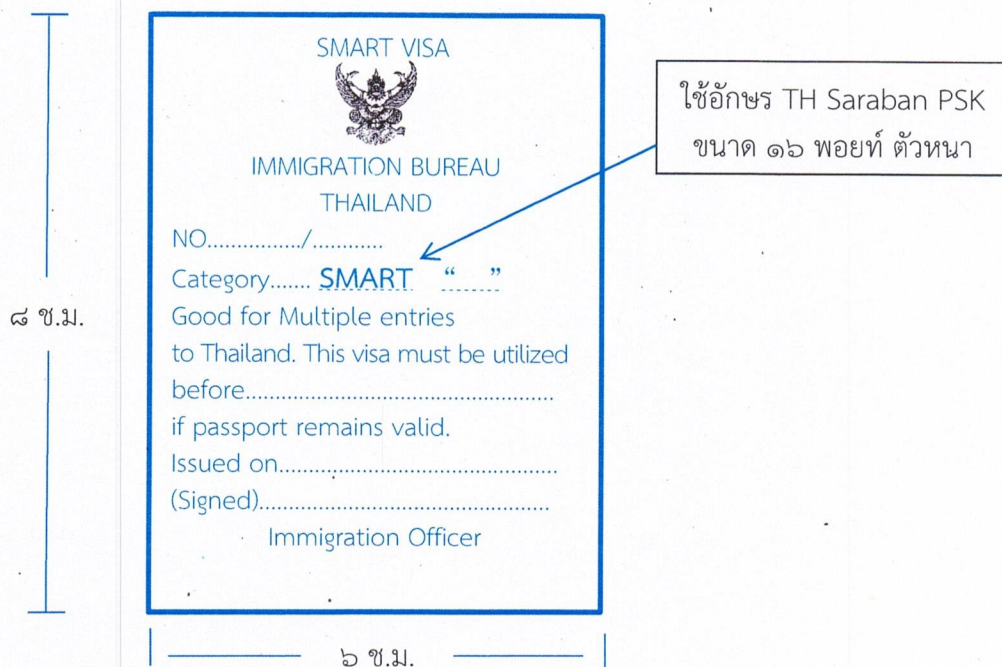 SMART VISA
IMMIGRATION BUREAU
THAILAND
NO.............../............
Category....... SMART “......”
Good for Multiple entries
to Thailand. This visa must be utilized
before......................................................
if passport remains valid.
Issued on.................................................
(Signed)...................................................
Immigration Officer
ใช้อักษร TH Saraban PSK
ขนาด ๑๖ พอยท์ ตัวหนา
๘ ซ.ม.
๖ ซ.ม.